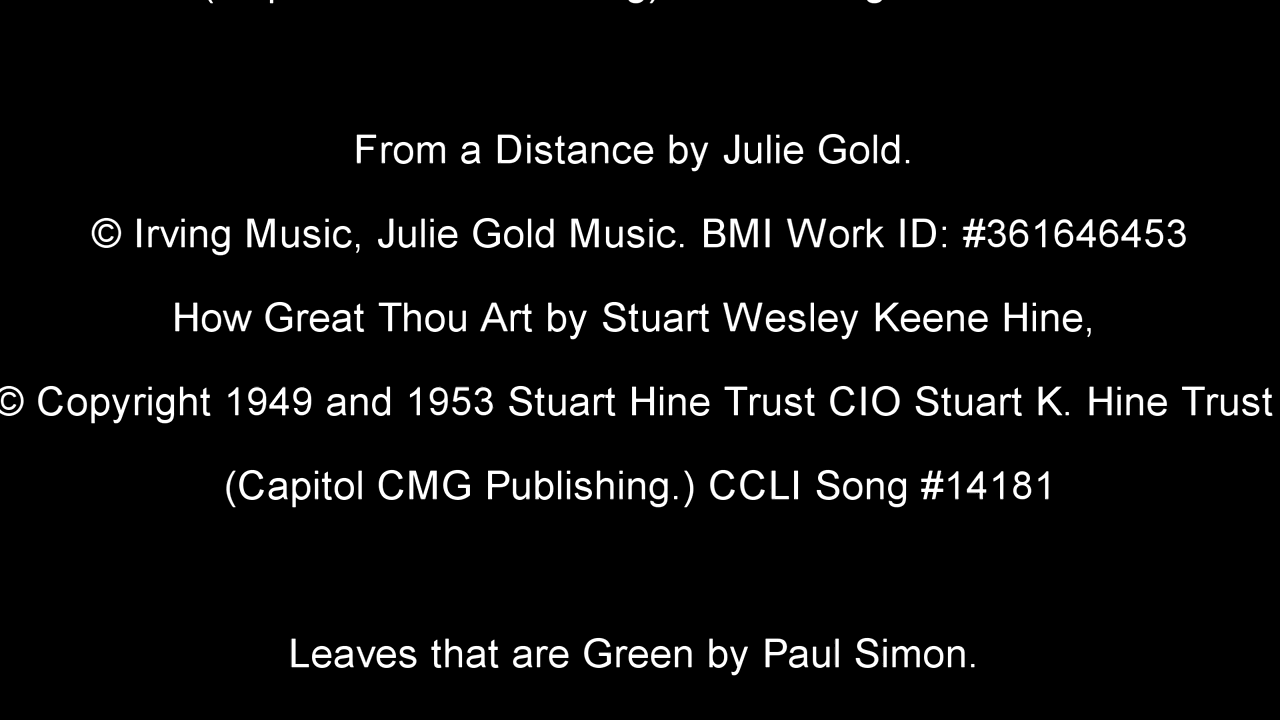 From a Distance by Julie Gold.
© Irving Music, Julie Gold Music. BMI Work ID: #361646453
How Great Thou Art by Stuart Wesley Keene Hine,
© Copyright 1949 and 1953 Stuart Hine Trust CIO Stuart K. Hine Trust
(Capitol CMG Publishing.) CCLI Song #14181
Leaves that are Green by Paul Simon.